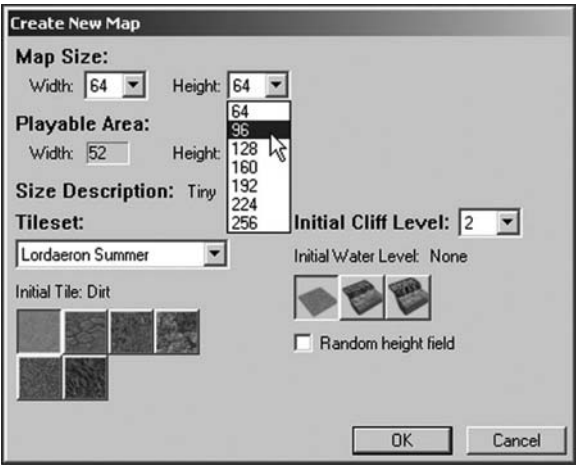 Create New Map
Map Size:
Width: 64 Height: 64
64
96
128
160
192
224
256
Playable Area:
Width: 52 Height:
Size Description: Tiny
Tileset:
Lordaeron Summer
Initial Tile: Dirt
Initial Cliff Level: 2
Initial Water Level: None
Random height field
OK Cancel